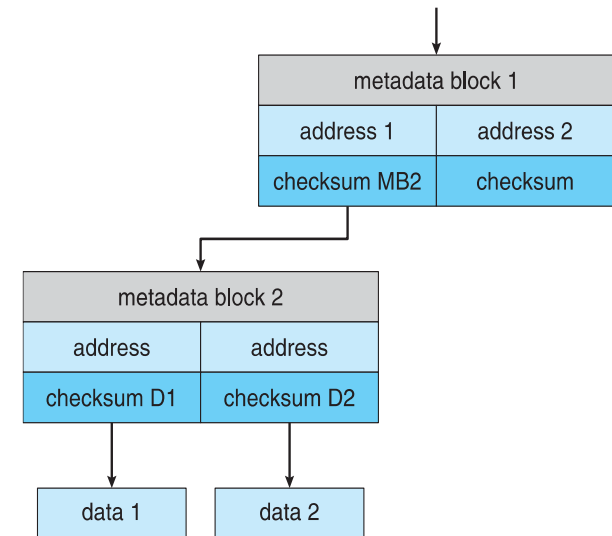 metadata block 1
address 1 address 2
checksum MB2 checksum
metadata block 2
address address
checksum D1 checksum D2
data 1 data 2